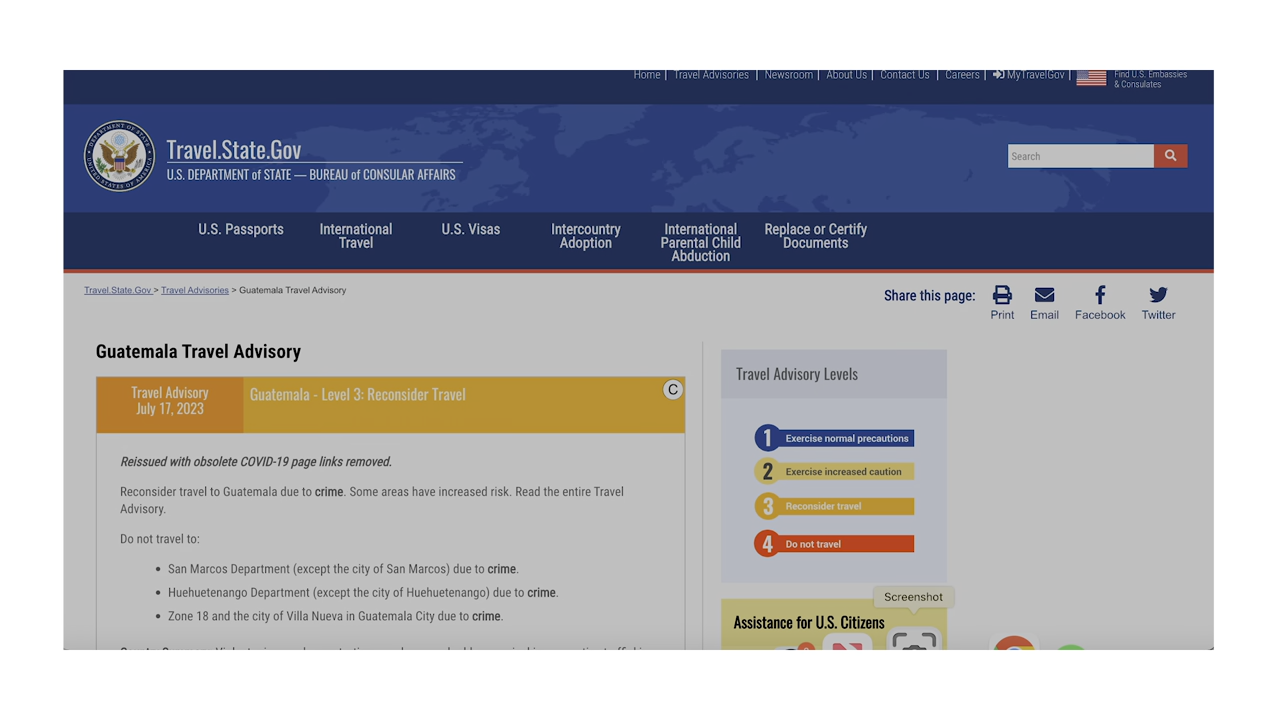 Home | Travel Advisories | Newsroom | About Us | Contact Us | Careers | MyTravelGov | Find U.S. Embassies
& Consulates
Travel.State.Gov
U.S. DEPARTMENT of STATE — BUREAU of CONSULAR AFFAIRS
Search
U.S. Passports
International
Travel
U.S. Visas
Intercountry
Adoption
International
Parental Child
Abduction
Replace or Certify
Documents
Travel.State.Gov > Travel Advisories > Guatemala Travel Advisory
Share this page:
Print
Email
Facebook
Twitter
Guatemala Travel Advisory
Travel Advisory
July 17, 2023
Guatemala - Level 3: Reconsider Travel
C
Reissued with obsolete COVID-19 page links removed.
Reconsider travel to Guatemala due to crime. Some areas have increased risk. Read the entire Travel
Advisory.
Do not travel to:
• San Marcos Department (except the city of San Marcos) due to crime.
• Huehuetenango Department (except the city of Huehuetenango) due to crime.
• Zone 18 and the city of Villa Nueva in Guatemala City due to crime.
Travel Advisory Levels
1 Exercise normal precautions
2 Exercise increased caution
3 Reconsider travel
4 Do not travel
Screenshot
Assistance for U.S. Citizens